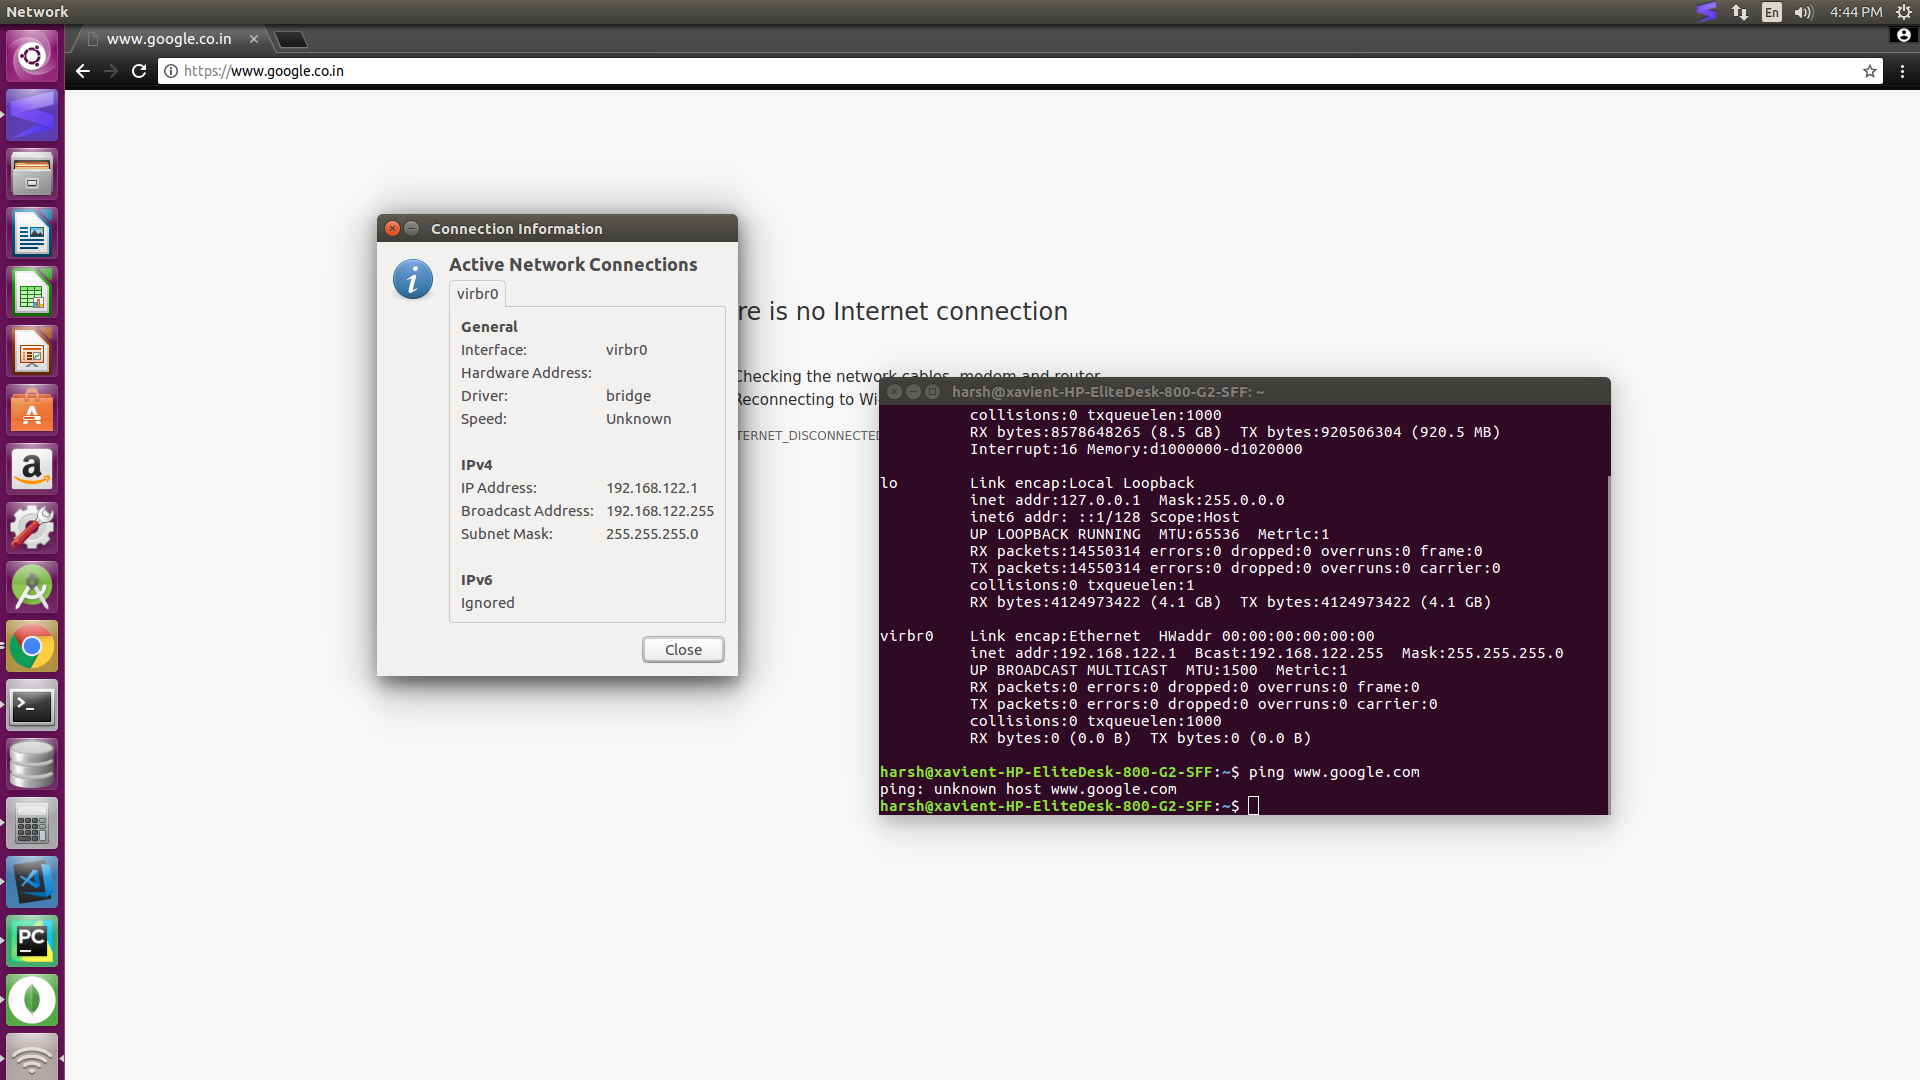 Network
En
4:44 PM
www.google.co.in
https://www.google.co.in
Connection Information
Active Network Connections
virbr0
General
Interface: virbr0
Hardware Address:
Driver: bridge
Speed: Unknown
IPv4
IP Address: 192.168.122.1
Broadcast Address: 192.168.122.255
Subnet Mask: 255.255.255.0
IPv6
Ignored
Close
re is no Internet connection
Checking the network cables, modem and router
Reconnecting to Wi-
TERNET_DISCONNECTED
harsh@xavient-HP-EliteDesk-800-G2-SFF: ~
collisions:0 txqueuelen:1000
RX bytes:8578648265 (8.5 GB)  TX bytes:920506304 (920.5 MB)
Interrupt:16 Memory:d1000000-d1020000
lo Link encap:Local Loopback
inet addr:127.0.0.1  Mask:255.0.0.0
inet6 addr: ::1/128 Scope:Host
UP LOOPBACK RUNNING  MTU:65536  Metric:1
RX packets:14550314 errors:0 dropped:0 overruns:0 frame:0
TX packets:14550314 errors:0 dropped:0 overruns:0 carrier:0
collisions:0 txqueuelen:1
RX bytes:4124973422 (4.1 GB)  TX bytes:4124973422 (4.1 GB)
virbr0 Link encap:Ethernet  HWaddr 00:00:00:00:00:00
inet addr:192.168.122.1  Bcast:192.168.122.255  Mask:255.255.255.0
UP BROADCAST MULTICAST  MTU:1500  Metric:1
RX packets:0 errors:0 dropped:0 overruns:0 frame:0
TX packets:0 errors:0 dropped:0 overruns:0 carrier:0
collisions:0 txqueuelen:1000
RX bytes:0 (0.0 B)  TX bytes:0 (0.0 B)
harsh@xavient-HP-EliteDesk-800-G2-SFF:~$ ping www.google.com
ping: unknown host www.google.com
harsh@xavient-HP-EliteDesk-800-G2-SFF:~$
PC